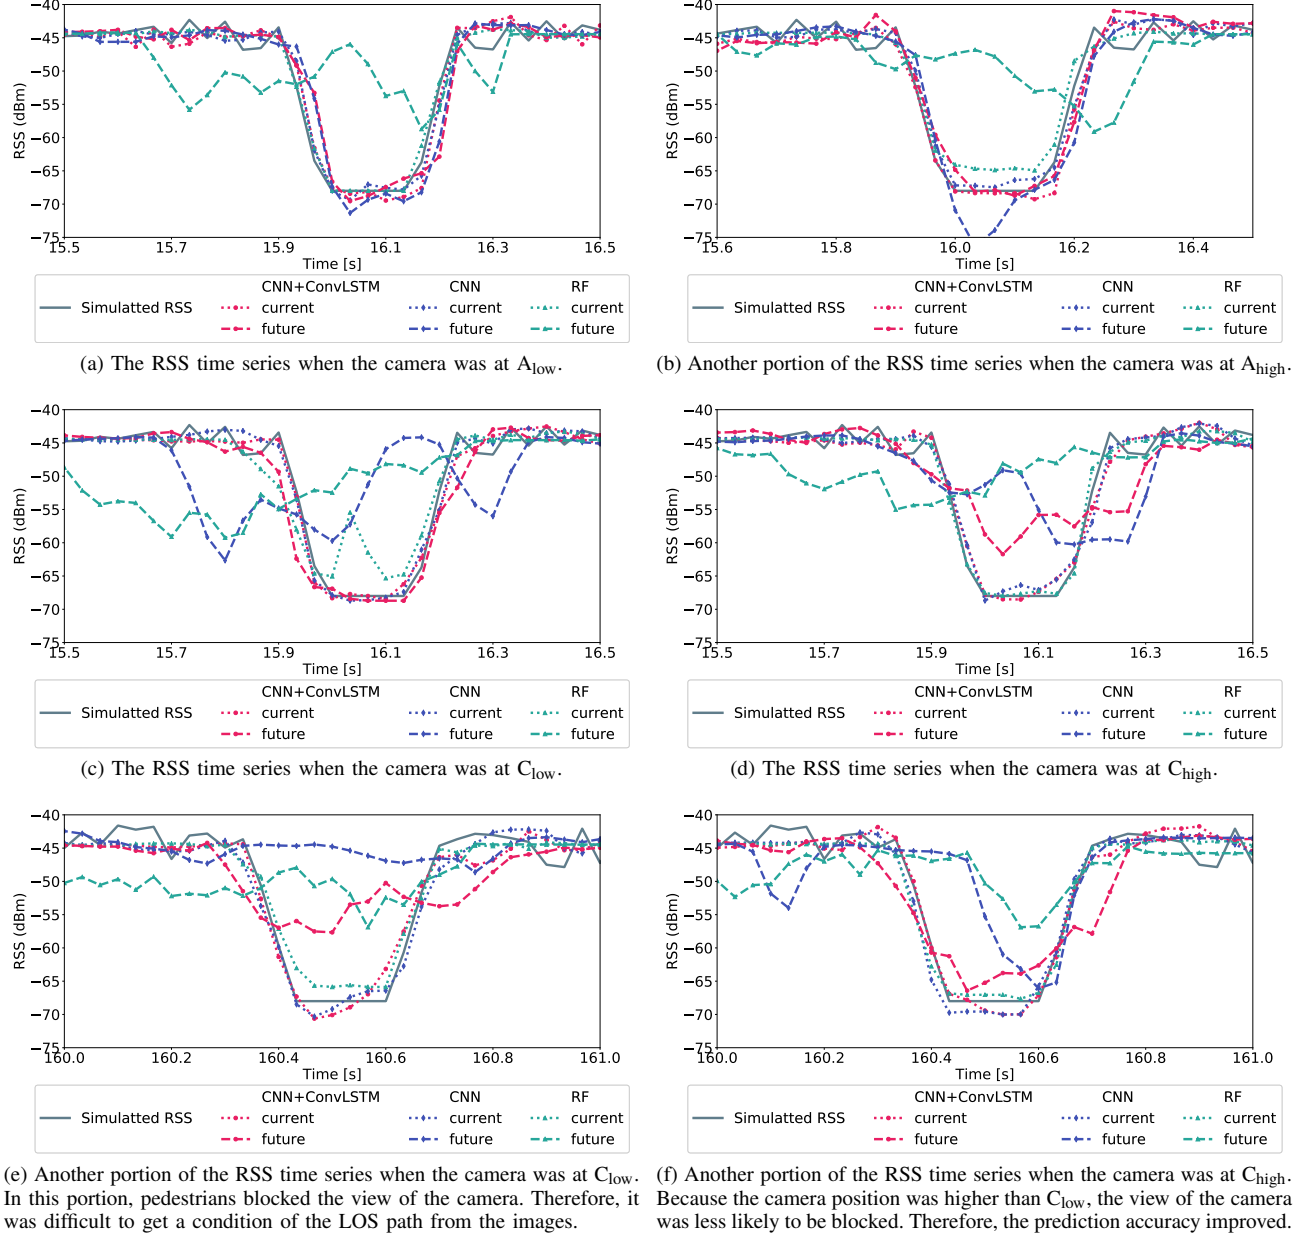 −40
−45
−50
−55
−60
−65
−70
−75
RSS (dBm)
15.5 15.7 15.9 16.1 16.3 16.5
Time [s]
CNN+ConvLSTM CNN RF
Simulatted RSS current current current
future future future
(a) The RSS time series when the camera was at Alow.
−40
−45
−50
−55
−60
−65
−70
−75
RSS (dBm)
15.6 15.8 16.0 16.2 16.4
Time [s]
CNN+ConvLSTM CNN RF
Simulatted RSS current current current
future future future
(b) Another portion of the RSS time series when the camera was at Ahigh.
−40
−45
−50
−55
−60
−65
−70
−75
RSS (dBm)
15.5 15.7 15.9 16.1 16.3 16.5
Time [s]
CNN+ConvLSTM CNN RF
Simulatted RSS current current current
future future future
(c) The RSS time series when the camera was at Clow.
−40
−45
−50
−55
−60
−65
−70
−75
RSS (dBm)
15.5 15.7 15.9 16.1 16.3 16.5
Time [s]
CNN+ConvLSTM CNN RF
Simulatted RSS current current current
future future future
(d) The RSS time series when the camera was at Chigh.
−40
−45
−50
−55
−60
−65
−70
−75
RSS (dBm)
160.0 160.2 160.4 160.6 160.8 161.0
Time [s]
CNN+ConvLSTM CNN RF
Simulatted RSS current current current
future future future
(e) Another portion of the RSS time series when the camera was at Clow.
In this portion, pedestrians blocked the view of the camera. Therefore, it
was difficult to get a condition of the LOS path from the images.
−40
−45
−50
−55
−60
−65
−70
−75
RSS (dBm)
160.0 160.2 160.4 160.6 160.8 161.0
Time [s]
CNN+ConvLSTM CNN RF
Simulatted RSS current current current
future future future
(f) Another portion of the RSS time series when the camera was at Chigh.
Because the camera position was higher than Clow, the view of the camera
was less likely to be blocked. Therefore, the prediction accuracy improved.